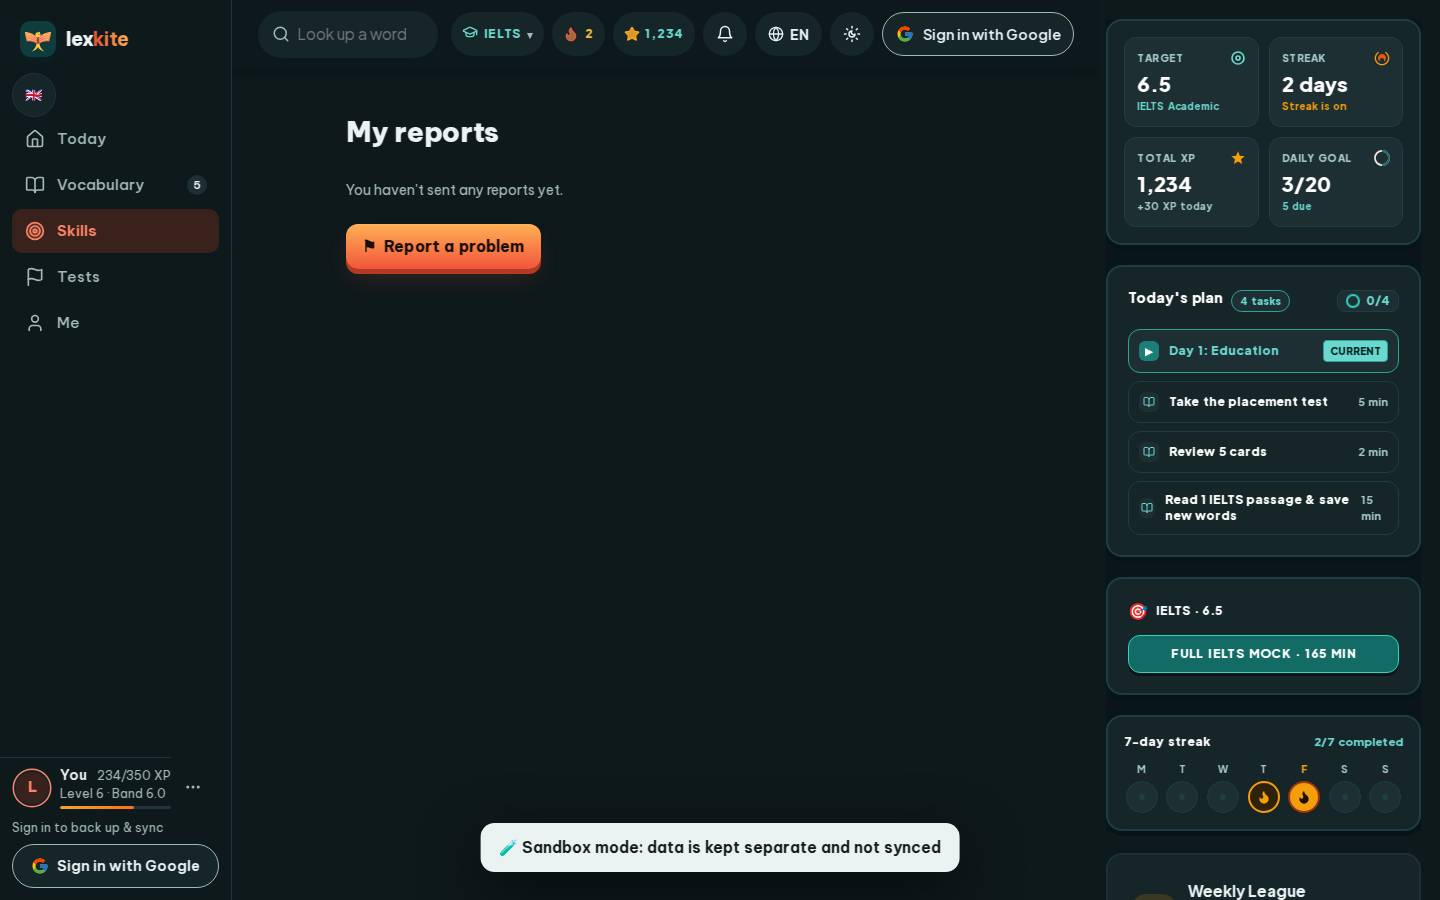 lexkite
Today
Vocabulary 5
Skills
Tests
Me
You 234/350 XP
L
Level 6 · Band 6.0
Sign in to back up & sync
Sign in with Google
Look up a word
IELTS ▾
2
1,234
EN
Sign in with Google
My reports
You haven't sent any reports yet.
⚑ Report a problem
🧪 Sandbox mode: data is kept separate and not synced
TARGET
6.5
IELTS Academic
STREAK
2 days
Streak is on
TOTAL XP
1,234
+30 XP today
DAILY GOAL
3/20
5 due
Today's plan 4 tasks 0/4
▶ Day 1: Education CURRENT
Take the placement test 5 min
Review 5 cards 2 min
Read 1 IELTS passage & save new words 15 min
🎯 IELTS · 6.5
FULL IELTS MOCK · 165 MIN
7-day streak 2/7 completed
M T W T F S S
Weekly League